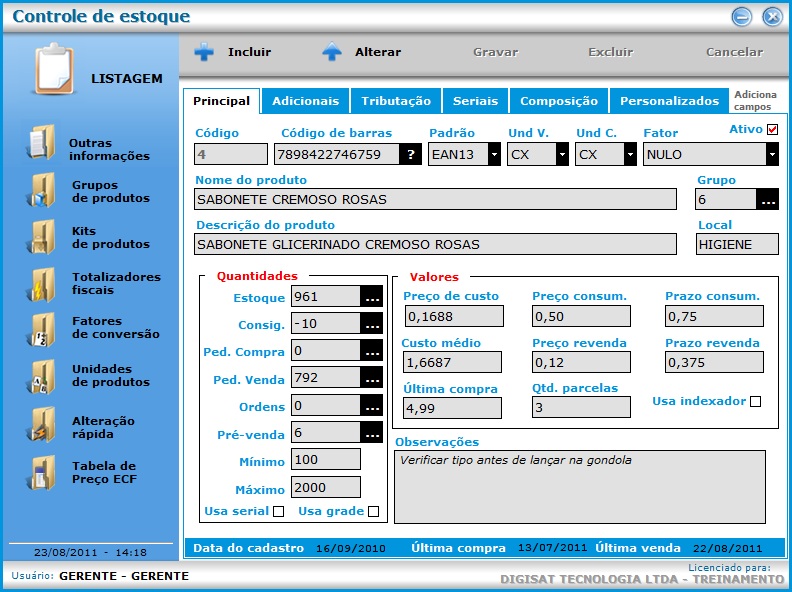 Controle de estoque
LISTAGEM
Outras
informações
Grupos
de produtos
Kits
de produtos
Totalizadores
fiscais
Fatores
de conversão
Unidades
de produtos
Alteração
rápida
Tabela de
Preço ECF
23/08/2011 - 14:18
Incluir Alterar Gravar Excluir Cancelar
Principal Adicionais Tributação Seriais Composição Personalizados Adiciona
campos
Código Código de barras Padrão Und V. Und C. Fator Ativo
4 7898422746759 ? EAN13 CX CX NULO
Nome do produto Grupo
SABONETE CREMOSO ROSAS 6 ...
Descrição do produto Local
SABONETE GLICERINADO CREMOSO ROSAS HIGIENE
Quantidades
Estoque 961 ...
Consig. -10 ...
Ped. Compra 0 ...
Ped. Venda 792 ...
Ordens 0 ...
Pré-venda 6 ...
Mínimo 100
Máximo 2000
Usa serial Usa grade
Valores
Preço de custo Preço consum. Prazo consum.
0,1688 0,50 0,75
Custo médio Preço revenda Prazo revenda
1,6687 0,12 0,375
Última compra Qtd. parcelas Usa indexador
4,99 3
Observações
Verificar tipo antes de lançar na gondola
Data do cadastro 16/09/2010 Última compra 13/07/2011 Última venda 22/08/2011
Usuário: GERENTE - GERENTE
Licenciado para:
DIGISAT TECNOLOGIA LTDA - TREINAMENTO